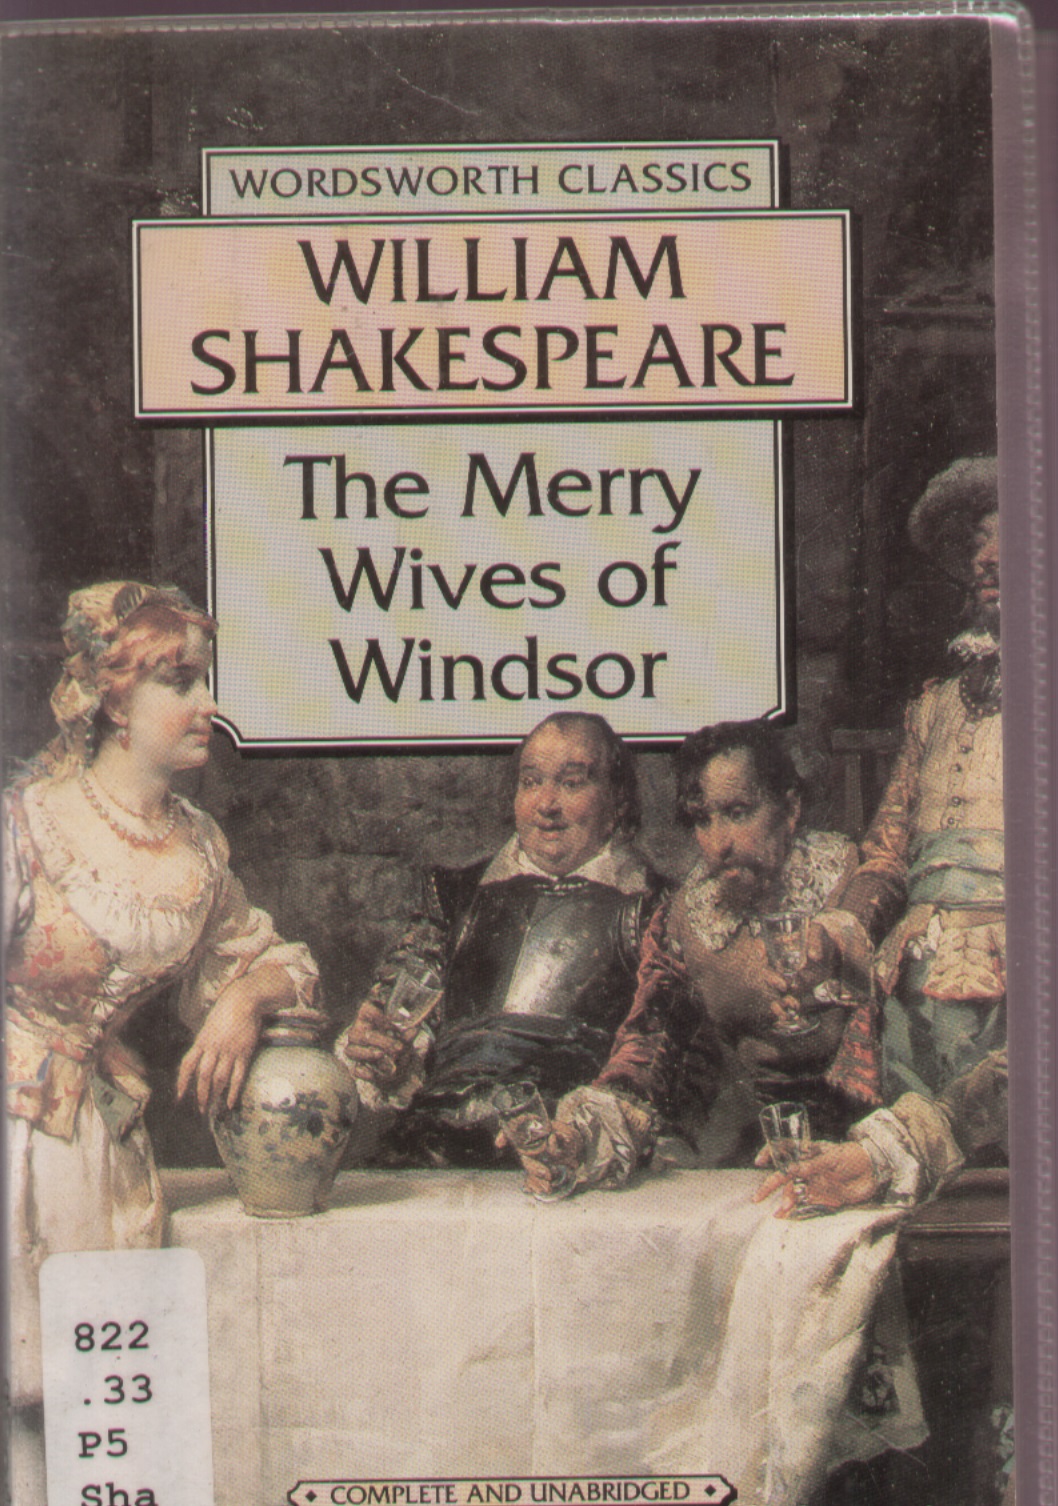 WORDSWORTH CLASSICS
WILLIAM
SHAKESPEARE
The Merry
Wives of
Windsor
822
.33
P5
Sha
COMPLETE AND UNABRIDGED